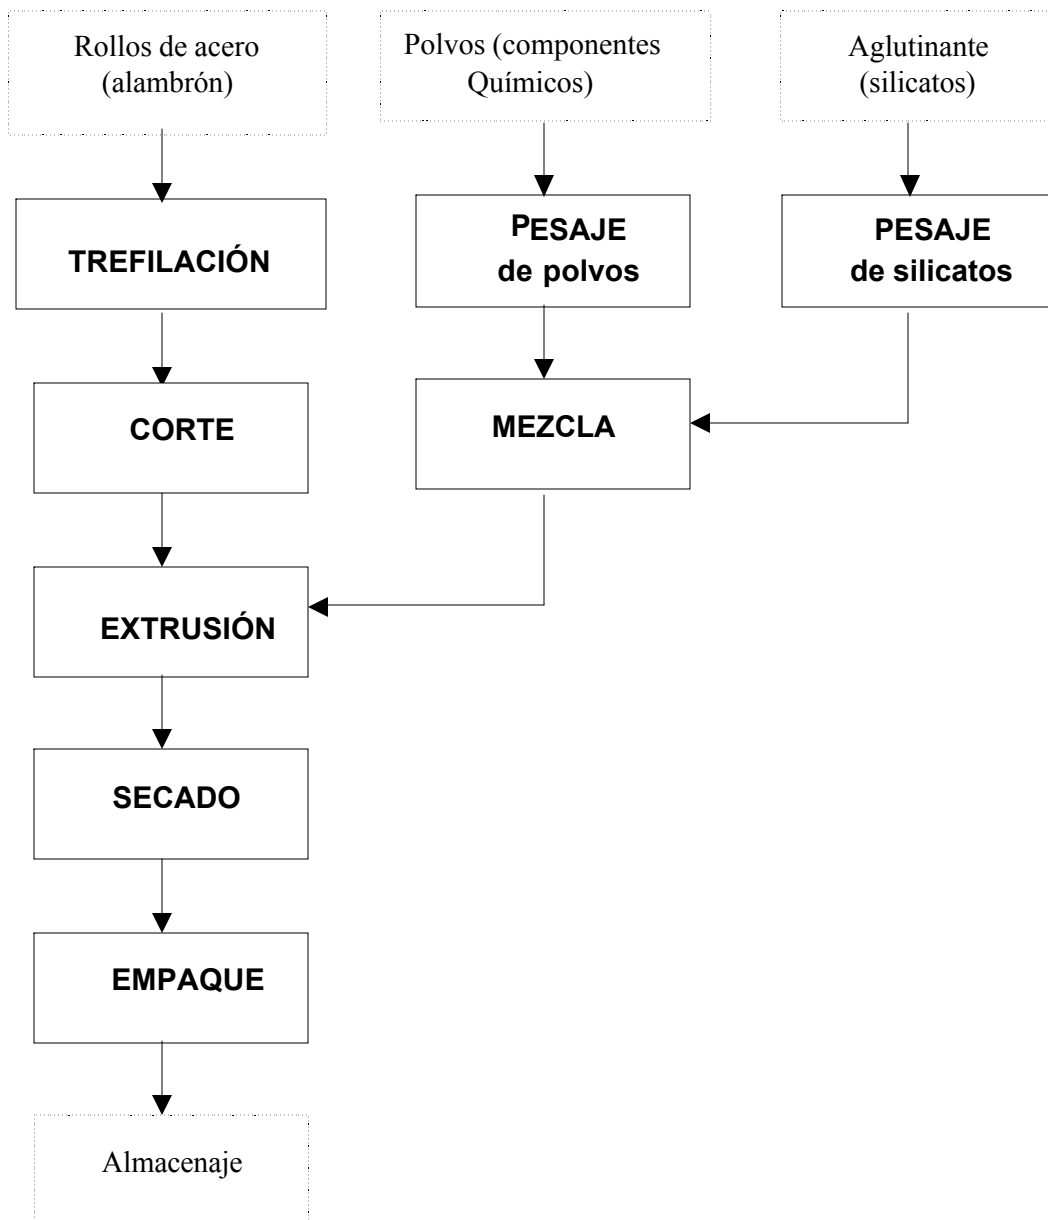 Rollos de acero
(alambrón)
Polvos (componentes
Químicos)
Aglutinante
(silicatos)
TREFILACIÓN
PESAJE
de polvos
PESAJE
de silicatos
CORTE
MEZCLA
EXTRUSIÓN
SECADO
EMPAQUE
Almacenaje